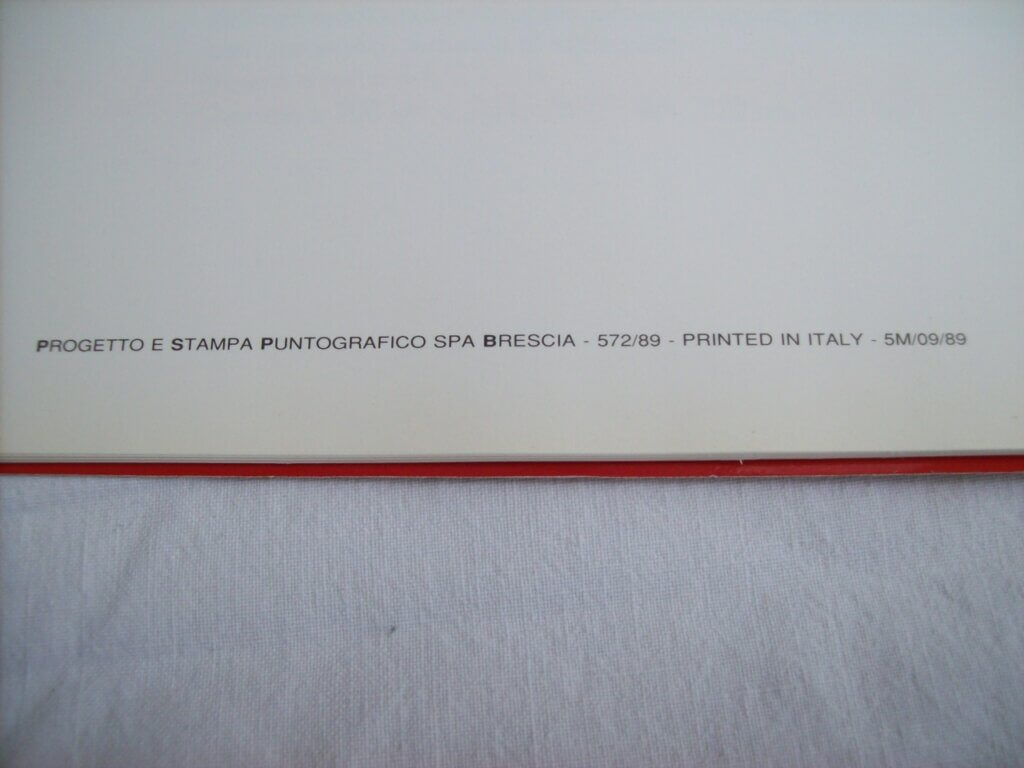 PROGETTO E STAMPA PUNTOGRAFICO SPA BRESCIA - 572/89 - PRINTED IN ITALY - 5M/09/89